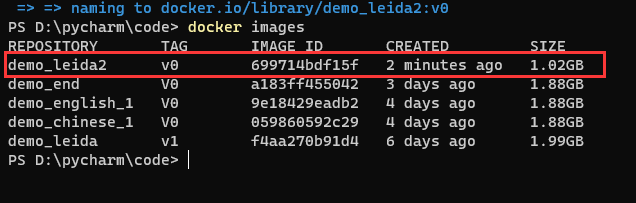 => => naming to docker.io/library/demo_leida2:v0
PS D:\pycharm\code> docker images
REPOSITORY TAG IMAGE ID CREATED SIZE
demo_leida2 v0 699714bdf15f 2 minutes ago 1.02GB
demo_end V0 a183ff455042 3 days ago 1.88GB
demo_english_1 V0 9e18429eadb2 4 days ago 1.88GB
demo_chinese_1 V0 059860592c29 4 days ago 1.88GB
demo_leida v1 f4aa270b91d4 6 days ago 1.99GB
PS D:\pycharm\code>